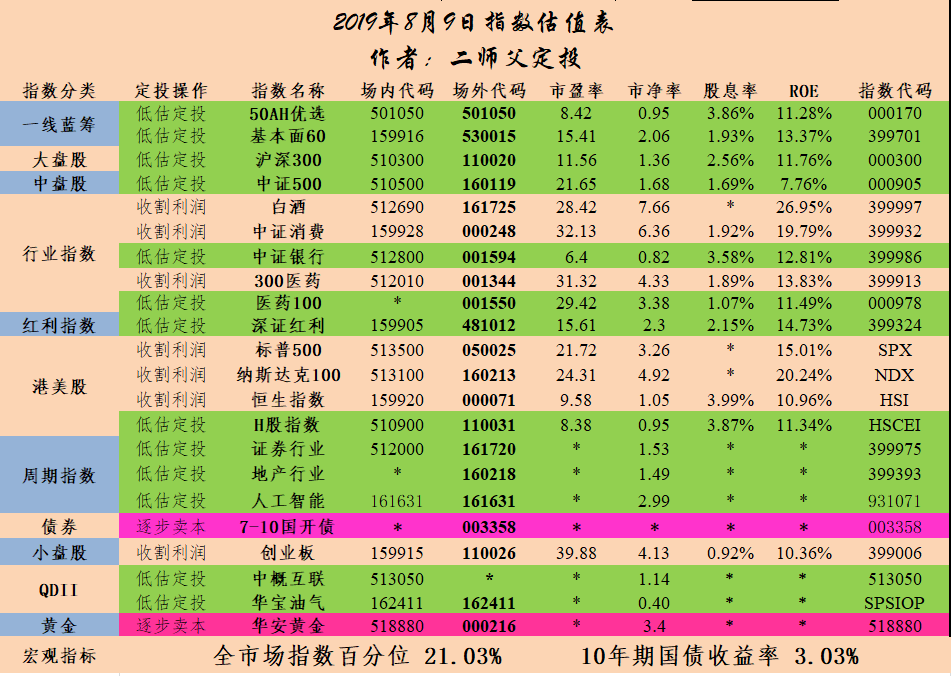 2019年8月9日指数估值表
作者：二师父定投
指数分类 定投操作 指数名称 场内代码 场外代码 市盈率 市净率 股息率 ROE 指数代码
一线蓝筹 低估定投 50AH优选 501050 501050 8.42 0.95 3.86% 11.28% 000170
低估定投 基本面60 159916 530015 15.41 2.06 1.93% 13.37% 399701
大盘股 低估定投 沪深300 510300 110020 11.56 1.36 2.56% 11.76% 000300
中盘股 低估定投 中证500 510500 160119 21.65 1.68 1.69% 7.76% 000905
行业指数 收割利润 白酒 512690 161725 28.42 7.66 * 26.95% 399997
收割利润 中证消费 159928 000248 32.13 6.36 1.92% 19.79% 399932
低估定投 中证银行 512800 001594 6.4 0.82 3.58% 12.81% 399986
收割利润 300医药 512010 001344 31.32 4.33 1.89% 13.83% 399913
低估定投 医药100 * 001550 29.42 3.38 1.07% 11.49% 000978
红利指数 低估定投 深证红利 159905 481012 15.61 2.3 2.15% 14.73% 399324
港美股 收割利润 标普500 513500 050025 21.72 3.26 * 15.01% SPX
收割利润 纳斯达克100 513100 160213 24.31 4.92 * 20.24% NDX
收割利润 恒生指数 159920 000071 9.58 1.05 3.99% 10.96% HSI
低估定投 H股指数 510900 110031 8.38 0.95 3.87% 11.34% HSCEI
周期指数 低估定投 证券行业 512000 161720 * 1.53 * * 399975
低估定投 地产行业 * 160218 * 1.49 * * 399393
低估定投 人工智能 161631 161631 * 2.99 * * 931071
债券 逐步卖本 7-10国开债 * 003358 * * * * 003358
小盘股 收割利润 创业板 159915 110026 39.88 4.13 0.92% 10.36% 399006
QDII 低估定投 中概互联 513050 * * 1.14 * * 513050
低估定投 华宝油气 162411 162411 * 0.40 * * SPSIOP
黄金 逐步卖本 华安黄金 518880 000216 * 3.4 * * 518880
宏观指标 全市场指数百分位 21.03% 10年期国债收益率 3.03%